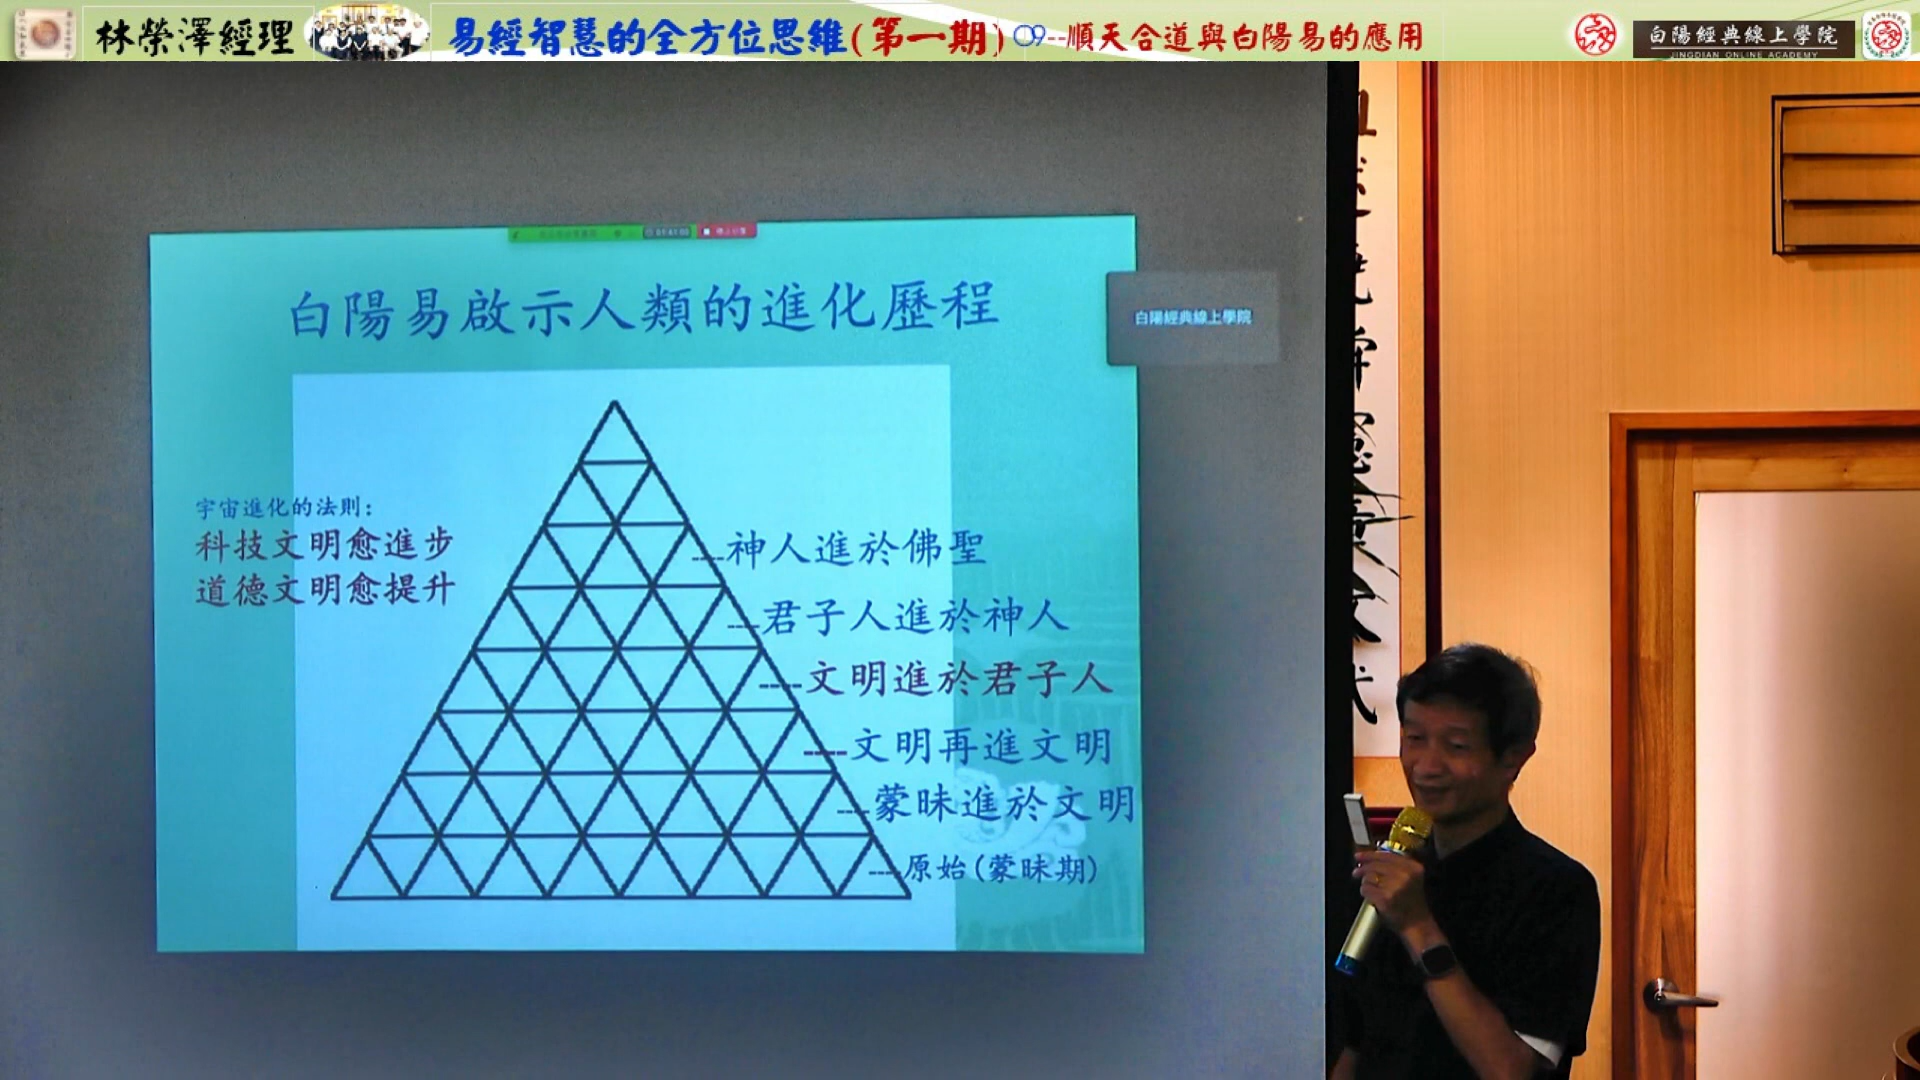 林榮澤經理 易經智慧的全方位思維(第一期) 09--順天合道與白陽易的應用
白陽經典線上學院
JINGDIAN ONLINE ACADEMY
白陽易啟示人類的進化歷程
白陽經典線上學院
宇宙進化的法則:
科技文明愈進步
道德文明愈提升
----神人進於佛聖
----君子人進於神人
----文明進於君子人
----文明再進文明
----蒙昧進於文明
----原始(蒙昧期)